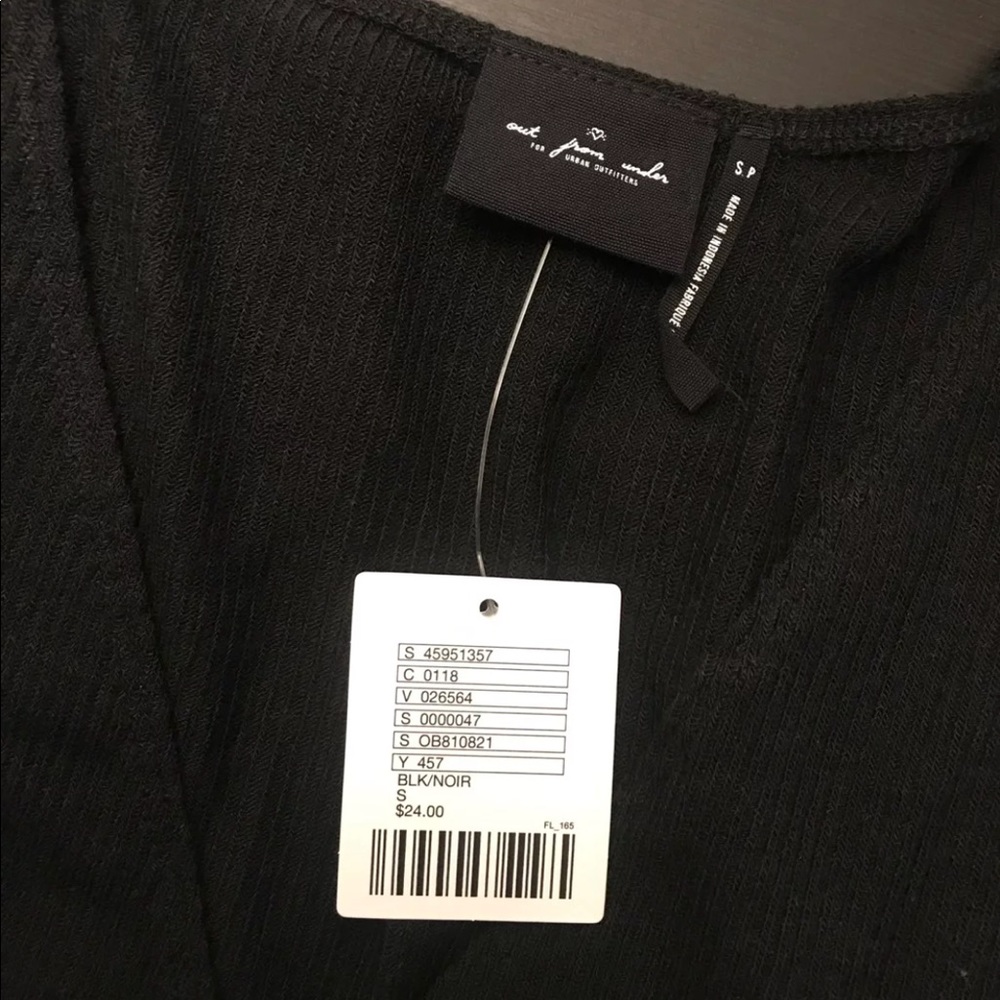 out from under
FOR URBAN OUTFITTERS
S P MADE IN INDONESIA FABRIQUÉ
S 45951357
C 0118
V 026564
S 0000047
S OB810821
Y 457
BLK/NOIR
S
$24.00
FL_165